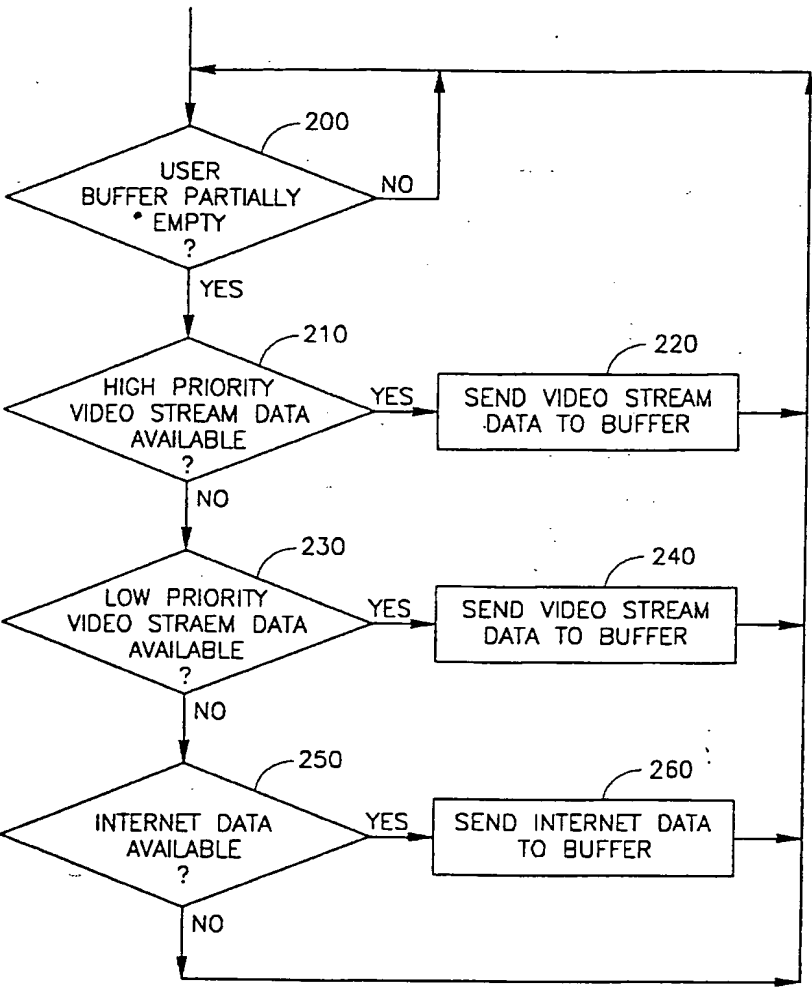 200
USER
BUFFER PARTIALLY
EMPTY
?
NO
YES
210
HIGH PRIORITY
VIDEO STREAM DATA
AVAILABLE
?
YES
220
SEND VIDEO STREAM
DATA TO BUFFER
NO
230
LOW PRIORITY
VIDEO STRAEM DATA
AVAILABLE
?
YES
240
SEND VIDEO STREAM
DATA TO BUFFER
NO
250
INTERNET DATA
AVAILABLE
?
YES
260
SEND INTERNET DATA
TO BUFFER
NO